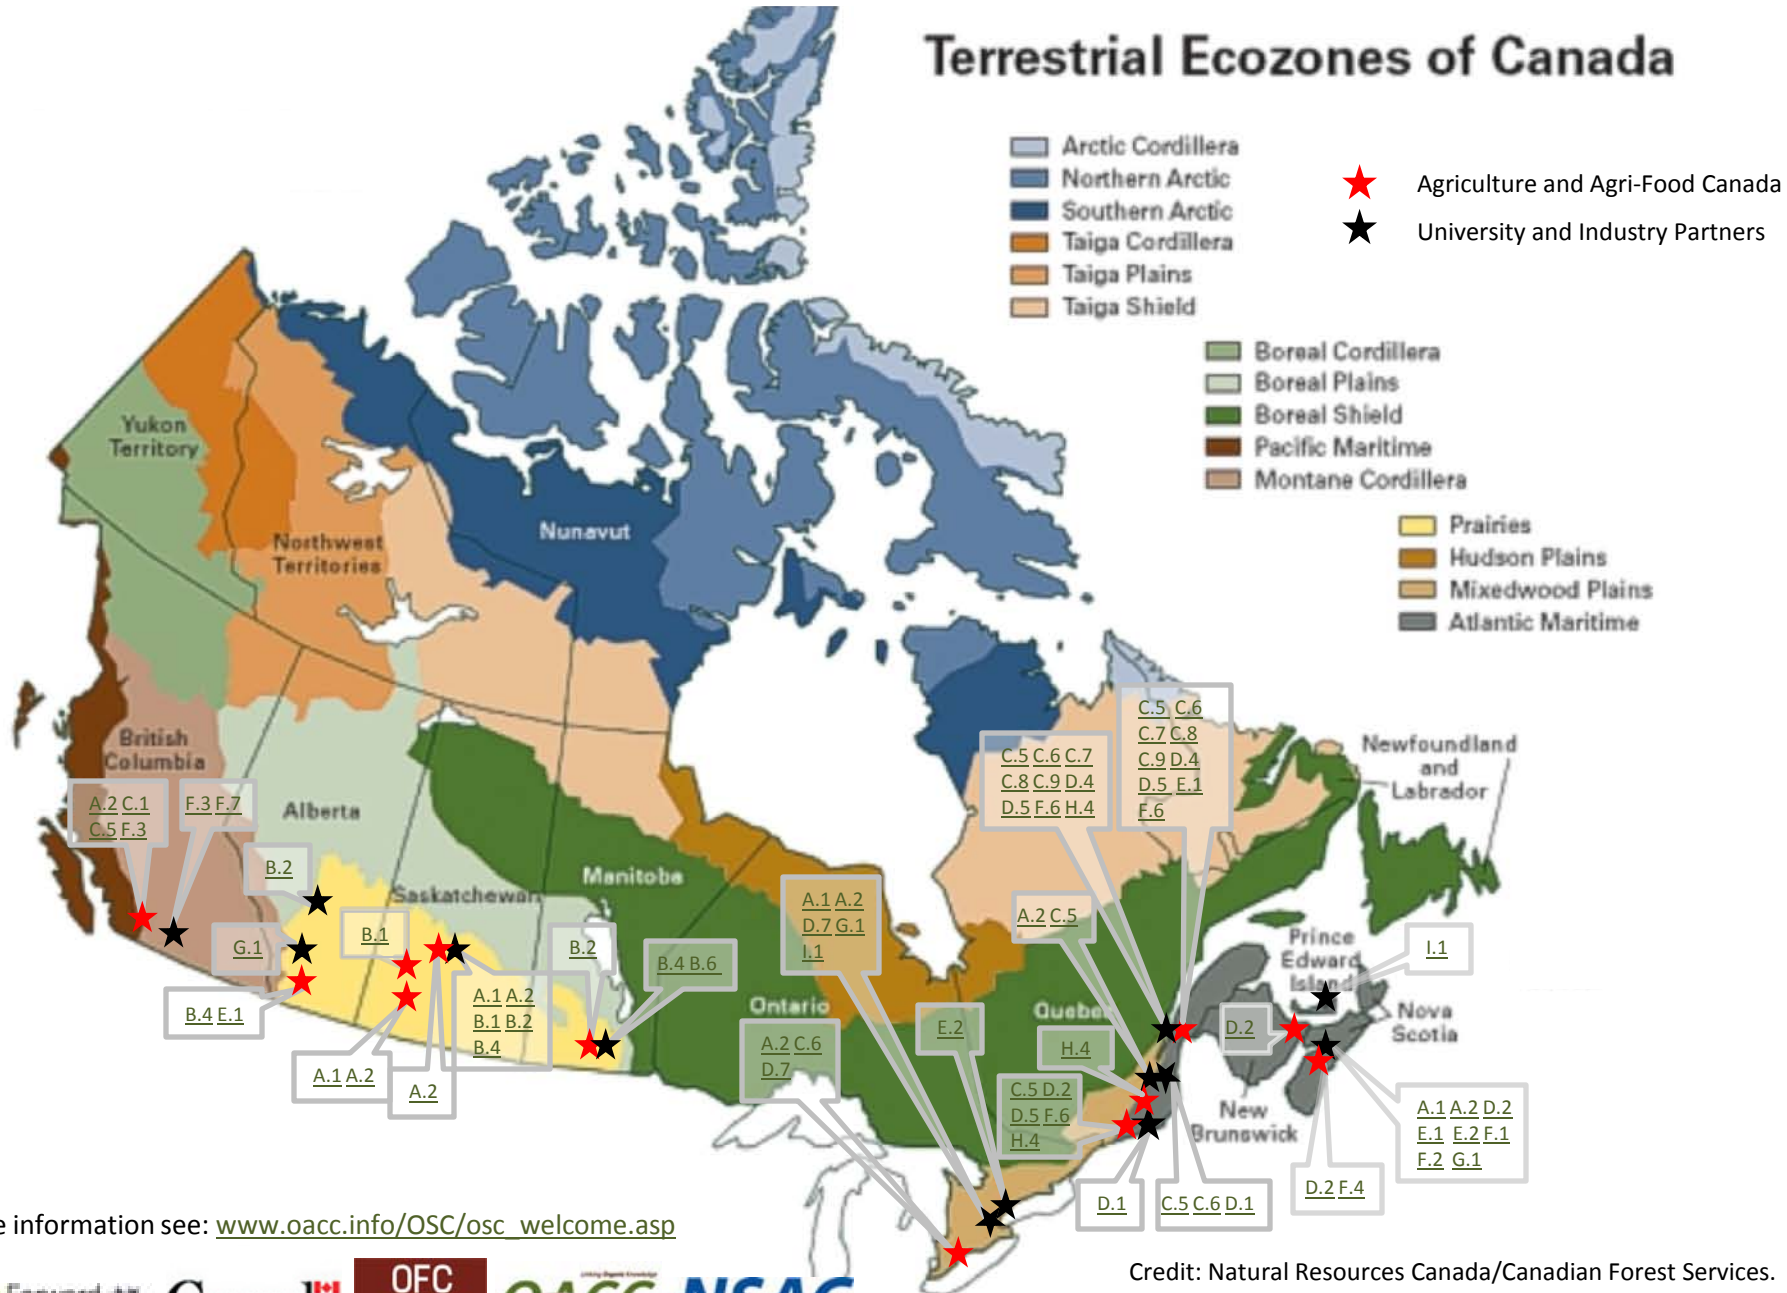 Terrestrial Ecozones of Canada
Arctic Cordillera
Northern Arctic
Southern Arctic
Taiga Cordillera
Taiga Plains
Taiga Shield
Agriculture and Agri-Food Canada
University and Industry Partners
Boreal Cordillera
Boreal Plains
Boreal Shield
Pacific Maritime
Montane Cordillera
Prairies
Hudson Plains
Mixedwood Plains
Atlantic Maritime
Yukon
Territory
Northwest
Territories
Nunavut
British
Columbia
Alberta
Saskatchewan
Manitoba
Ontario
Quebec
Newfoundland
and
Labrador
Prince
Edward
Island
Nova
Scotia
New
Brunswick
A.2 C.1
C.5 F.3
F.3 F.7
B.2
G.1
B.1
B.4 E.1
A.1 A.2
A.2
A.1 A.2
B.1 B.2
B.4
B.2
B.4 B.6
A.2 C.6
D.7
A.1 A.2
D.7 G.1
I.1
E.2
A.2 C.5
C.5 C.6 C.7
C.8 C.9 D.4
D.5 F.6 H.4
C.5 C.6
C.7 C.8
C.9 D.4
D.5 E.1
F.6
H.4
C.5 D.2
D.5 F.6
H.4
D.1
C.5 C.6 D.1
D.2
I.1
D.2 F.4
A.1 A.2 D.2
E.1 E.2 F.1
F.2 G.1
information see: www.oacc.info/OSC/osc_welcome.asp
OFC
OACC
NSAC
Credit: Natural Resources Canada/Canadian Forest Services.